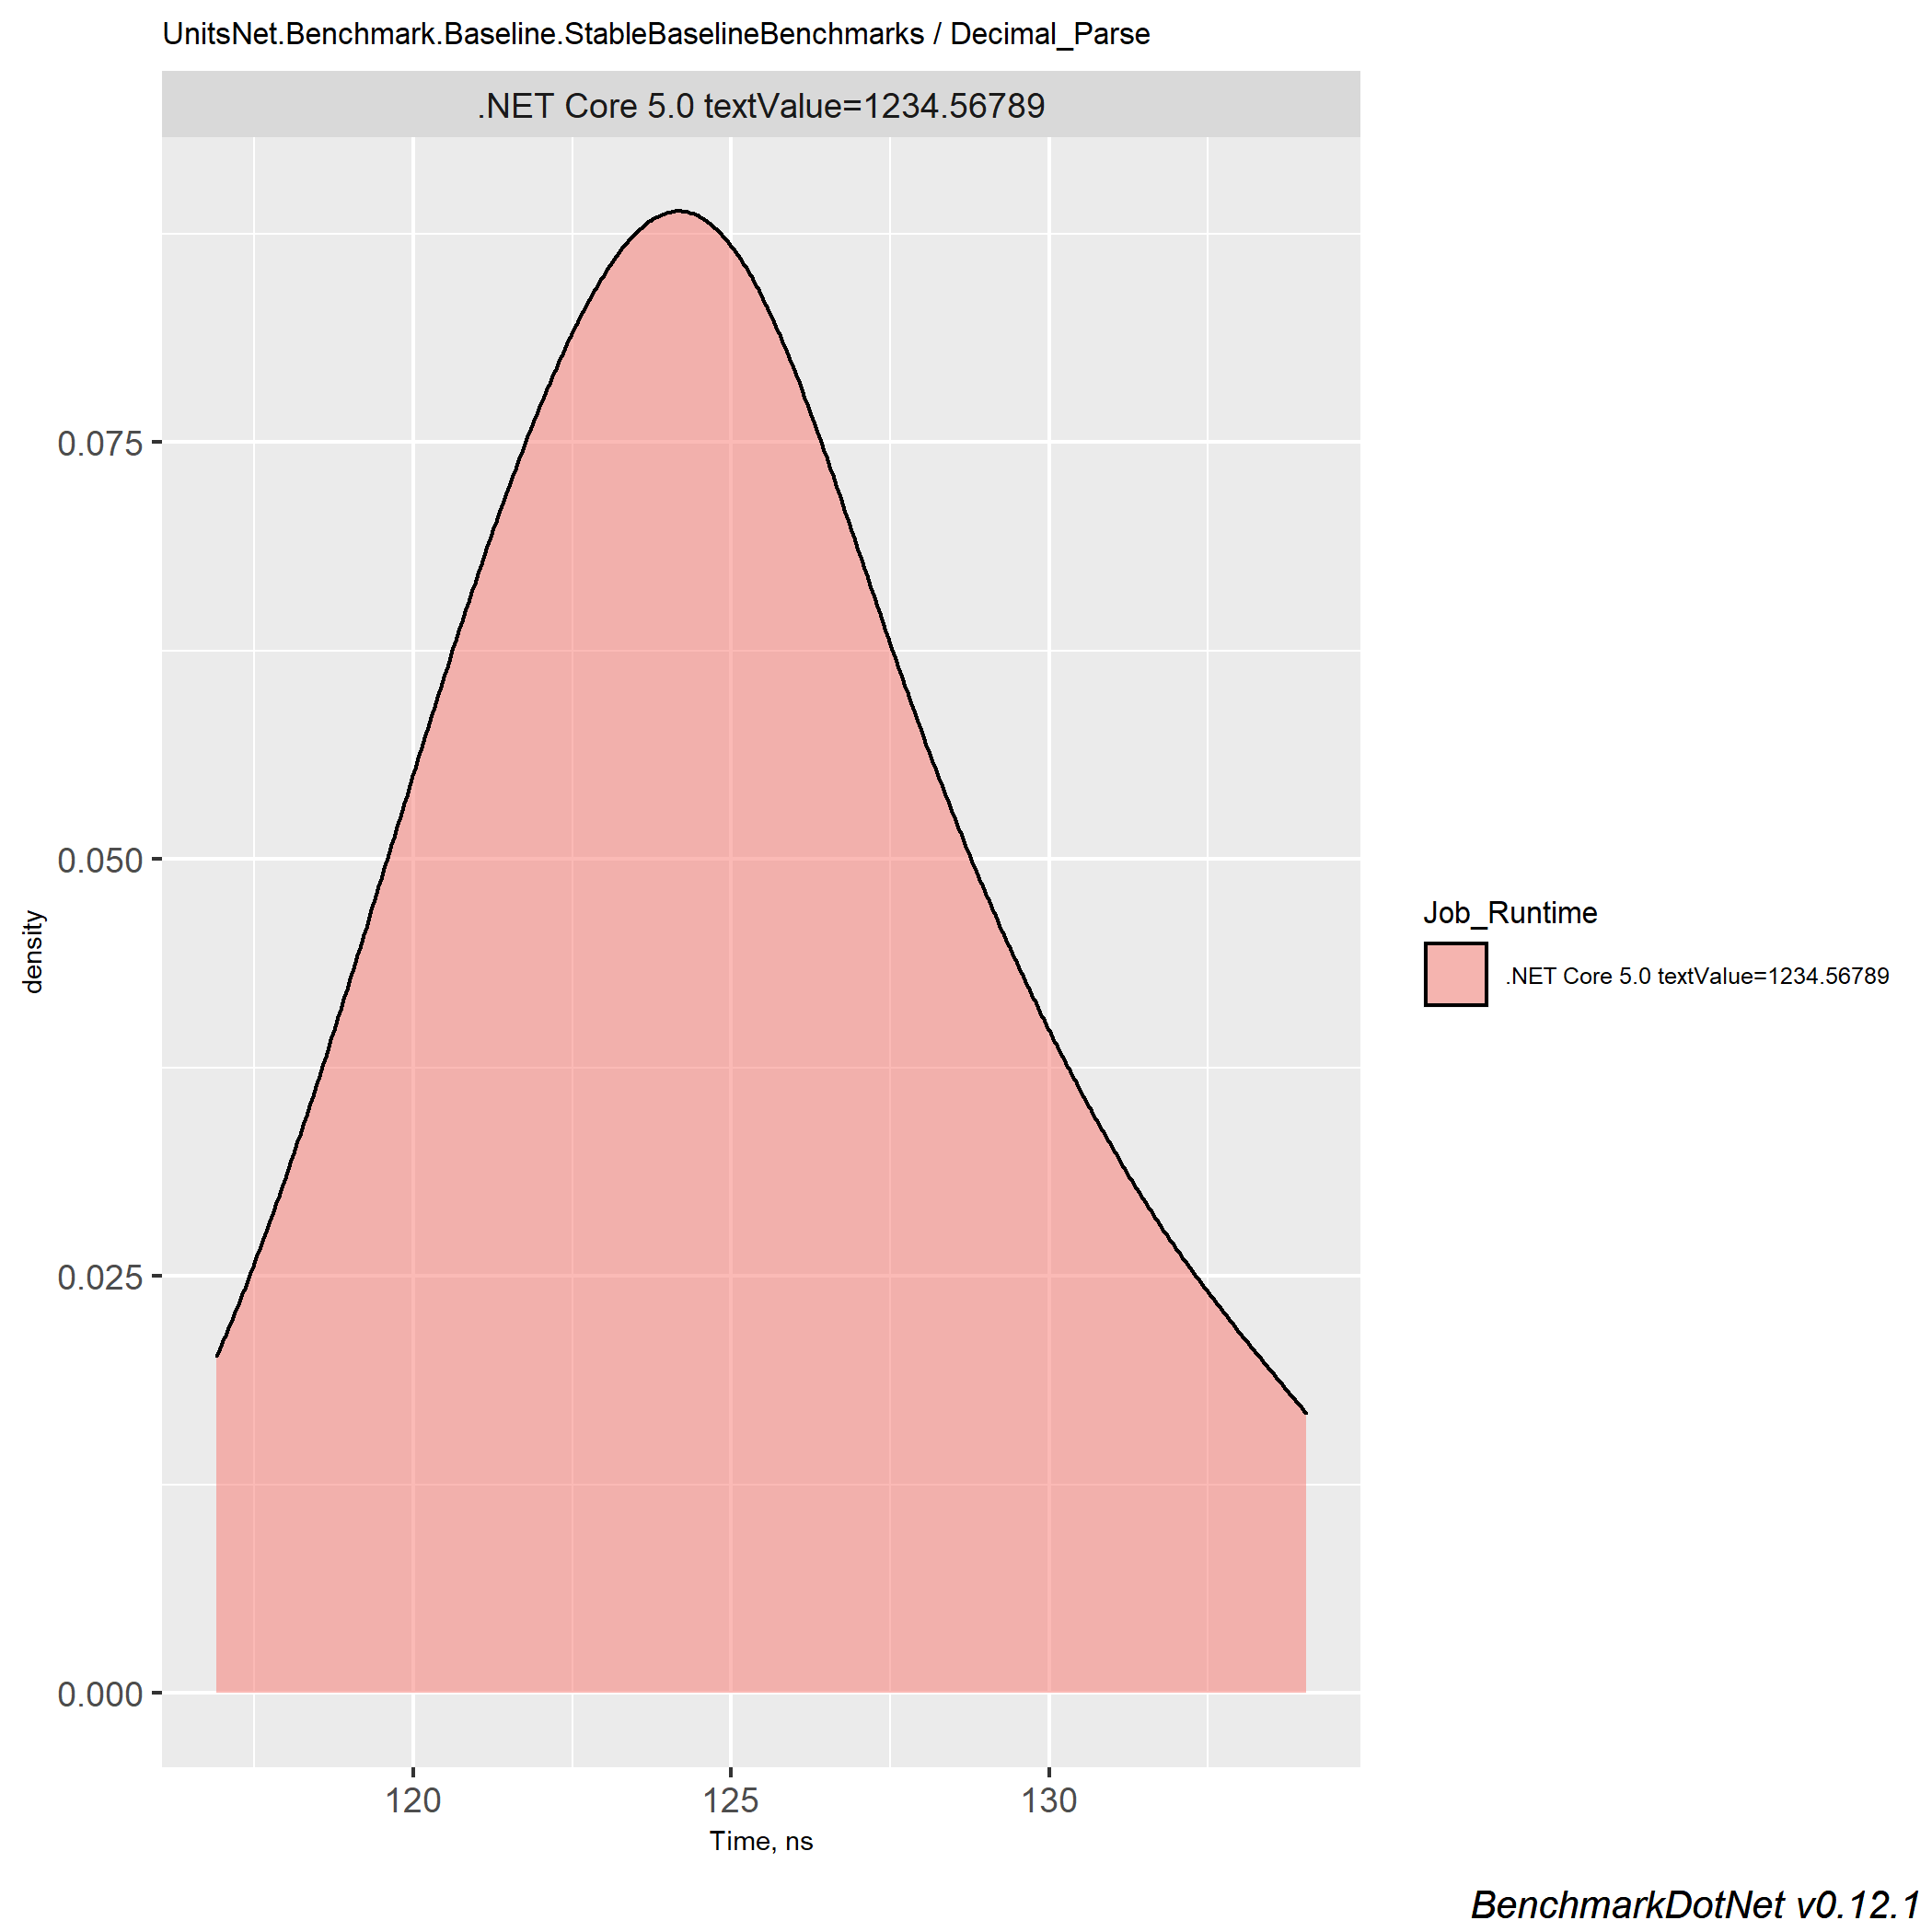 UnitsNet.Benchmark.Baseline.StableBaselineBenchmarks / Decimal_Parse
.NET Core 5.0 textValue=1234.56789
0.075
0.050
0.025
0.000
density
120 125 130
Time, ns
Job_Runtime
.NET Core 5.0 textValue=1234.56789
BenchmarkDotNet v0.12.1